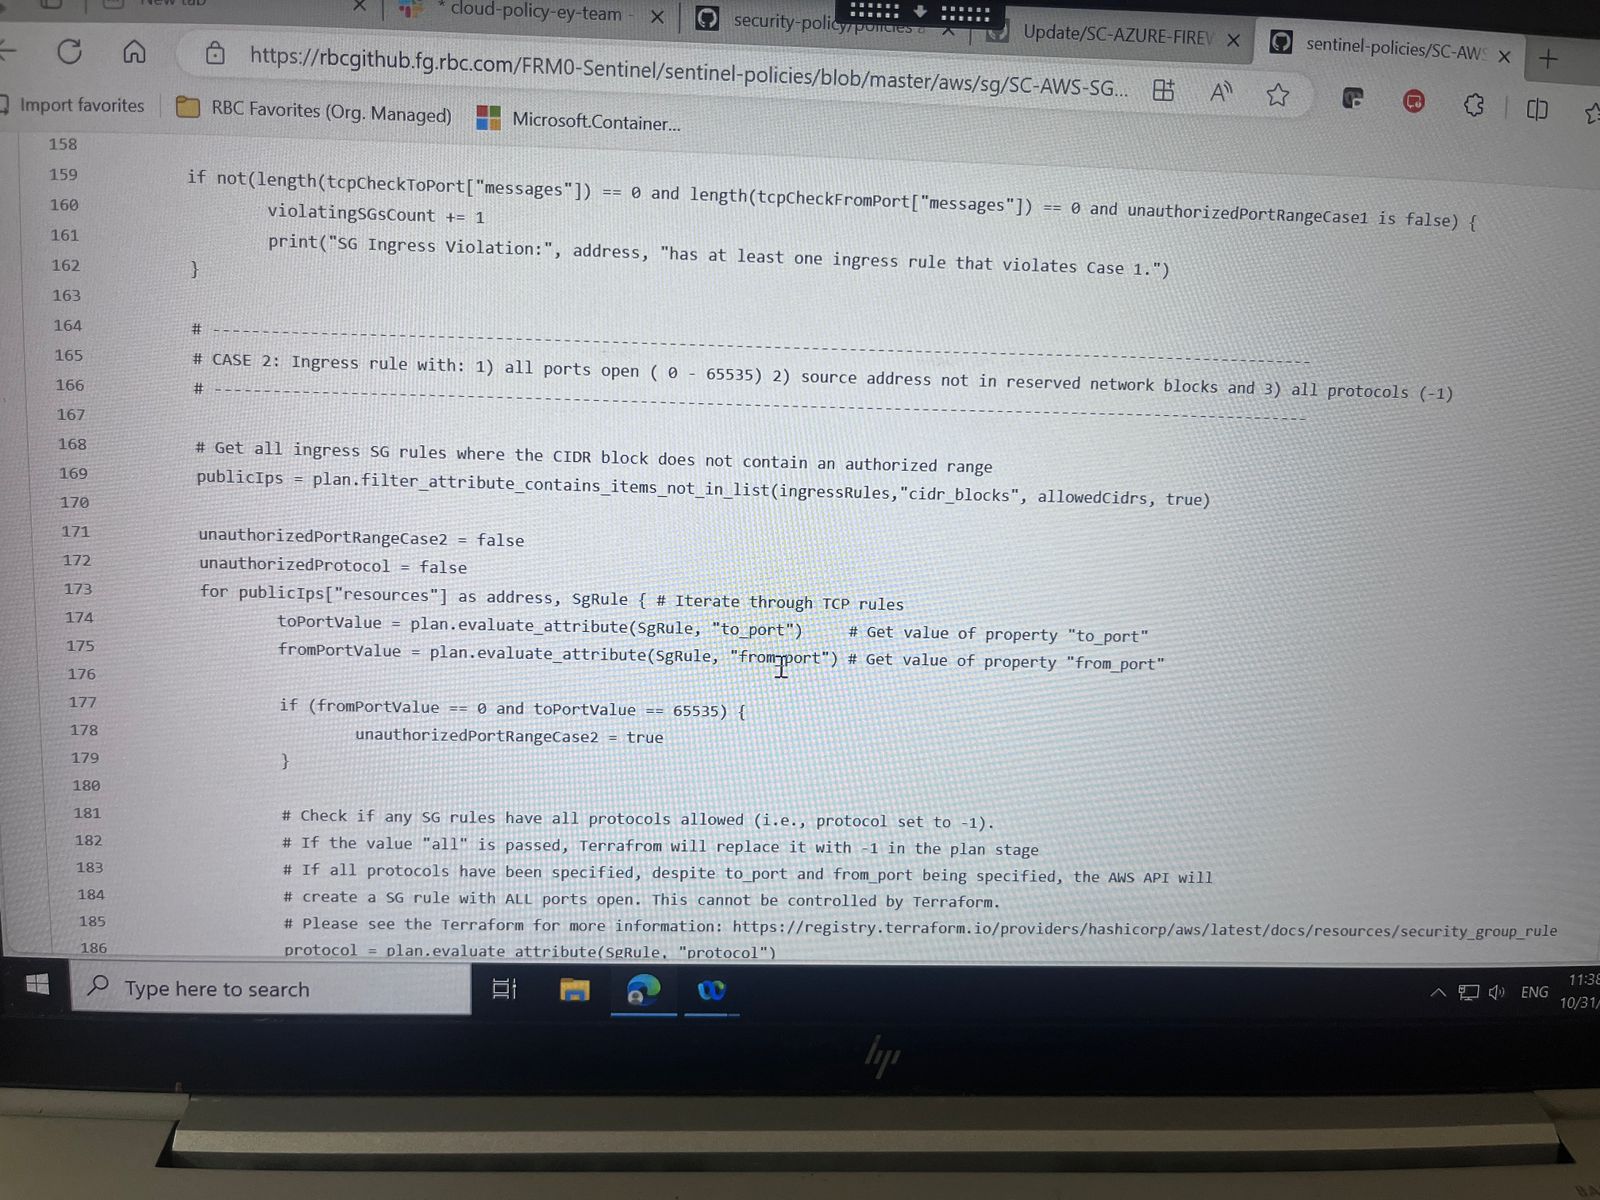 New tab
* cloud-policy-ey-team -
security-policy/policies
Update/SC-AZURE-FIREW
sentinel-policies/SC-AWS
https://rbcgithub.fg.rbc.com/FRM0-Sentinel/sentinel-policies/blob/master/aws/sg/SC-AWS-SG...
Import favorites
RBC Favorites (Org. Managed)
Microsoft.Container...
158
159 if not(length(tcpCheckToPort["messages"]) == 0 and length(tcpCheckFromPort["messages"]) == 0 and unauthorizedPortRangeCase1 is false) {
160 violatingSGsCount += 1
161 print("SG Ingress Violation:", address, "has at least one ingress rule that violates Case 1.")
162 }
163
164 # ----------------------------------------------------------------------------------------------------------------
165 # CASE 2: Ingress rule with: 1) all ports open ( 0 - 65535) 2) source address not in reserved network blocks and 3) all protocols (-1)
166 # ----------------------------------------------------------------------------------------------------------------
167
168 # Get all ingress SG rules where the CIDR block does not contain an authorized range
169 publicIps = plan.filter_attribute_contains_items_not_in_list(ingressRules,"cidr_blocks", allowedCidrs, true)
170
171 unauthorizedPortRangeCase2 = false
172 unauthorizedProtocol = false
173 for publicIps["resources"] as address, SgRule { # Iterate through TCP rules
174 toPortValue = plan.evaluate_attribute(SgRule, "to_port") # Get value of property "to_port"
175 fromPortValue = plan.evaluate_attribute(SgRule, "from_port") # Get value of property "from_port"
176
177 if (fromPortValue == 0 and toPortValue == 65535) {
178 unauthorizedPortRangeCase2 = true
179 }
180
181 # Check if any SG rules have all protocols allowed (i.e., protocol set to -1).
182 # If the value "all" is passed, Terrafrom will replace it with -1 in the plan stage
183 # If all protocols have been specified, despite to_port and from_port being specified, the AWS API will
184 # create a SG rule with ALL ports open. This cannot be controlled by Terraform.
185 # Please see the Terraform for more information: https://registry.terraform.io/providers/hashicorp/aws/latest/docs/resources/security_group_rule
186 protocol = plan.evaluate_attribute(SgRule, "protocol")
Type here to search
ENG
11:38
10/31/
hp